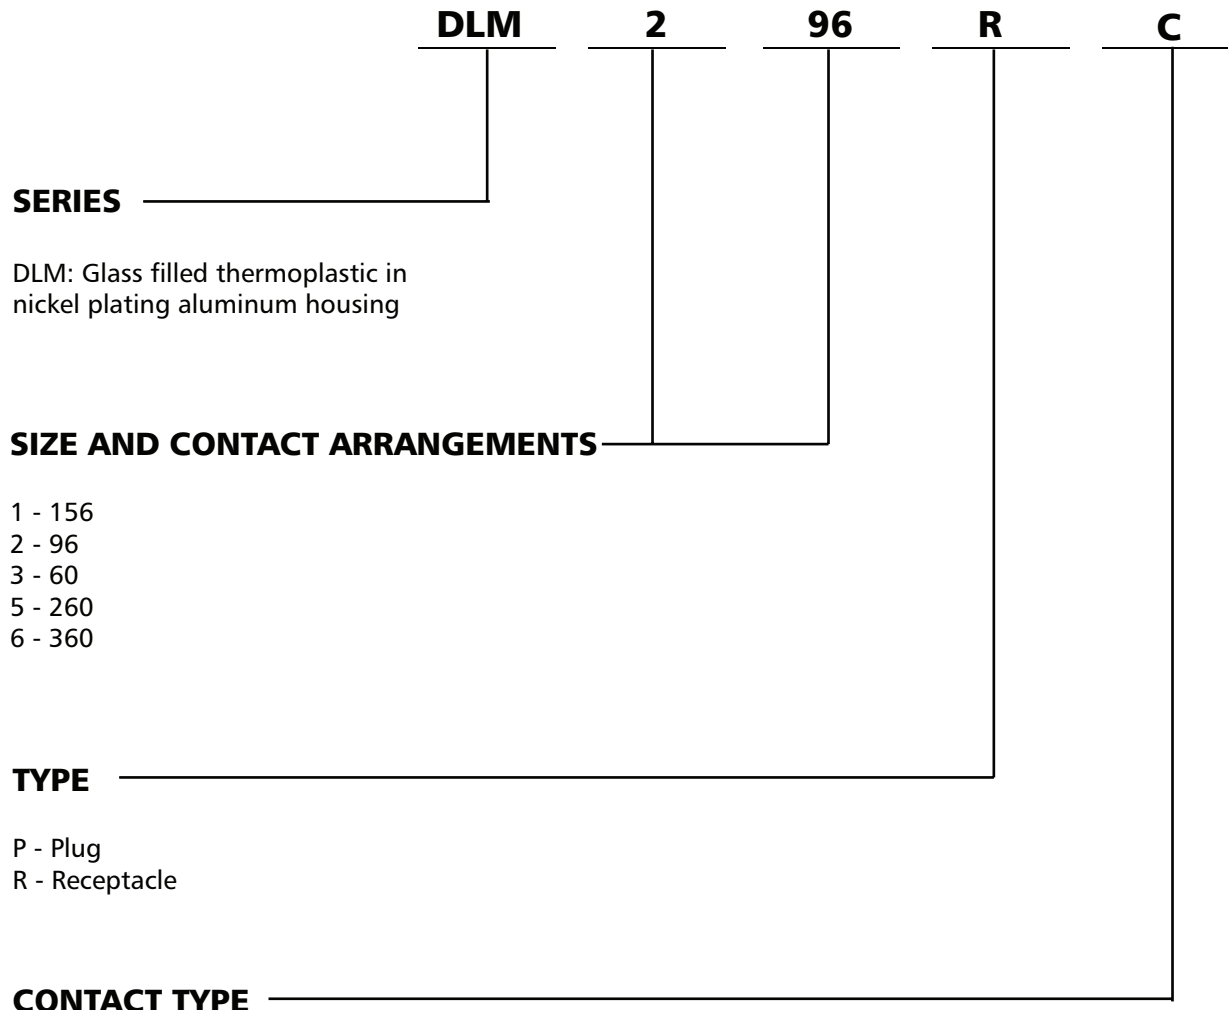 DLM 2 96 R C
SERIES
DLM: Glass filled thermoplastic in
nickel plating aluminum housing
SIZE AND CONTACT ARRANGEMENTS
1 - 156
2 - 96
3 - 60
5 - 260
6 - 360
TYPE
P - Plug
R - Receptacle
CONTACT TYPE